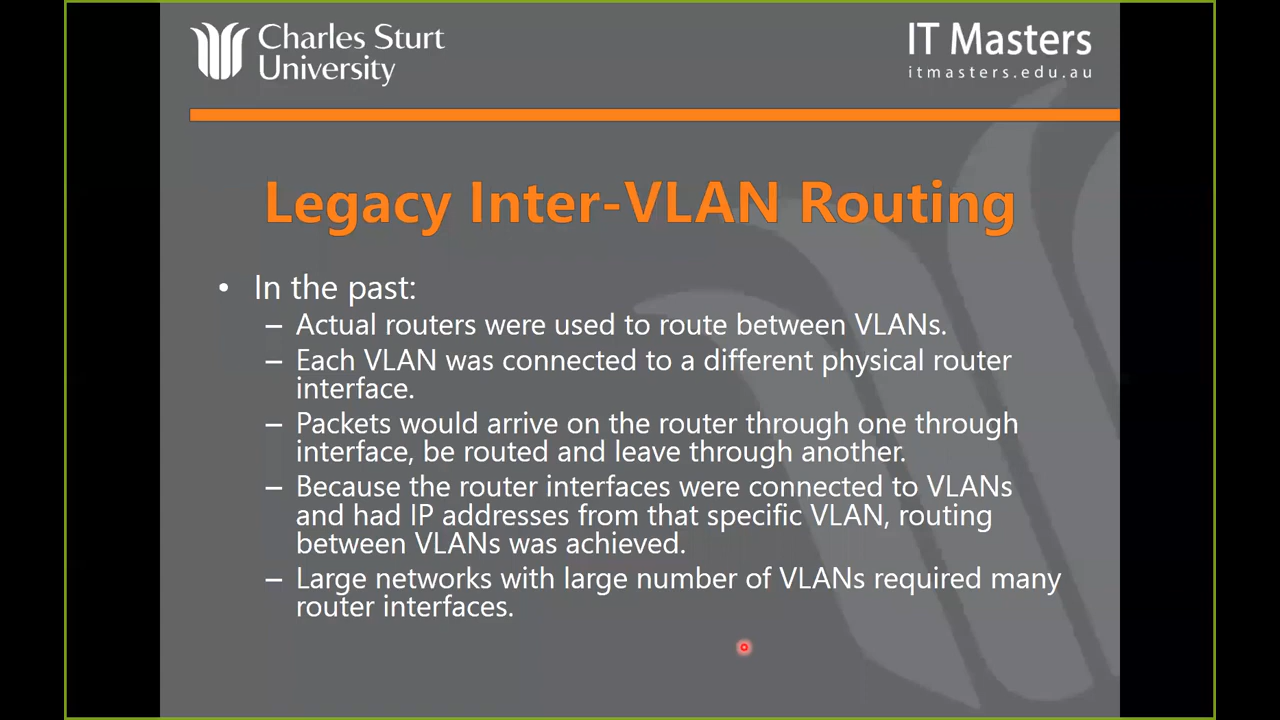 Charles Sturt
University
IT Masters
itmasters.edu.au
Legacy Inter-VLAN Routing
• In the past:
– Actual routers were used to route between VLANs.
– Each VLAN was connected to a different physical router
interface.
– Packets would arrive on the router through one through
interface, be routed and leave through another.
– Because the router interfaces were connected to VLANs
and had IP addresses from that specific VLAN, routing
between VLANs was achieved.
– Large networks with large number of VLANs required many
router interfaces.